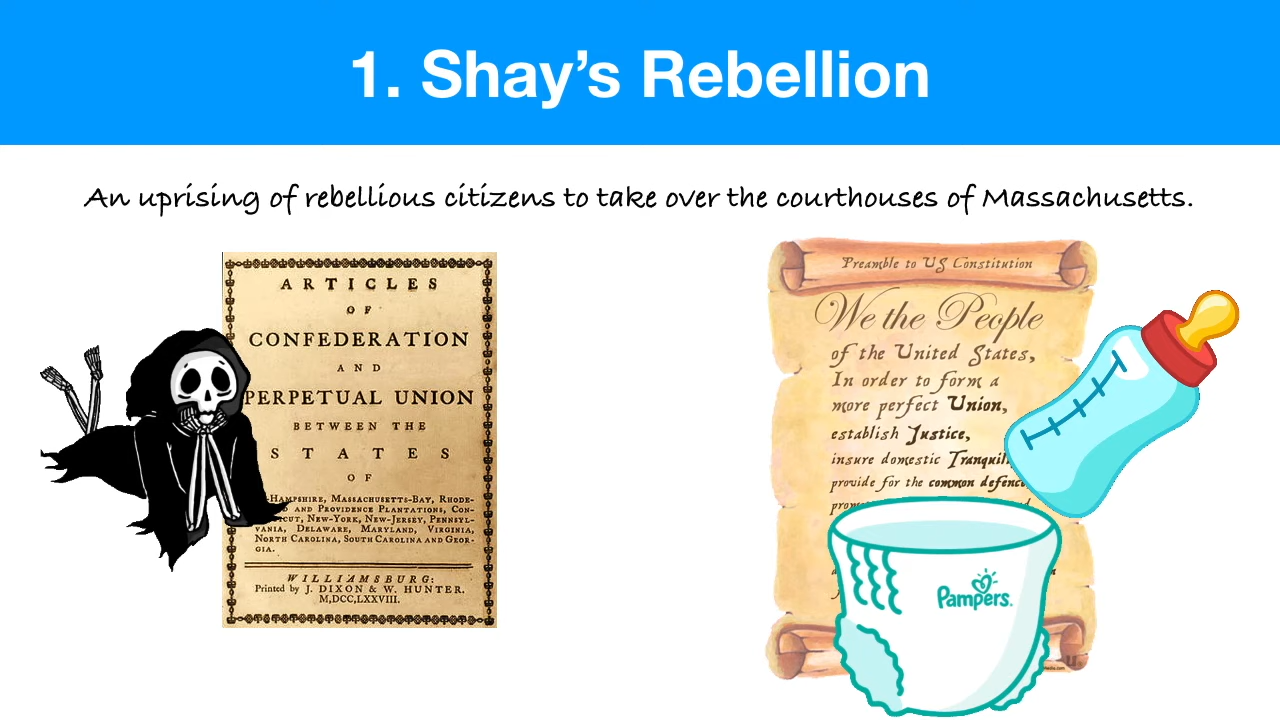 1. Shay's Rebellion
An uprising of rebellious citizens to take over the courthouses of Massachusetts.
ARTICLES
OF
CONFEDERATION
AND
PERPETUAL UNION
BETWEEN THE
STATES
OF
-HAMPSHIRE, MASSACHUSETTS-BAY, RHODE-
AND PROVIDENCE PLANTATIONS, CON-
NEW-YORK, NEW-JERSEY, PENNSYL-
VANIA, DELAWARE, MARYLAND, VIRGINIA,
NORTH CAROLINA, SOUTH CAROLINA AND GEOR-
GIA.
WILLIAMSBURG:
Printed by J. DIXON & W. HUNTER.
M,DCC,LXXVIII.
Preamble to US Constitution
We the People
of the United States,
In order to form a
more perfect Union,
establish Justice,
insure domestic
provide for the common defence
Pampers.